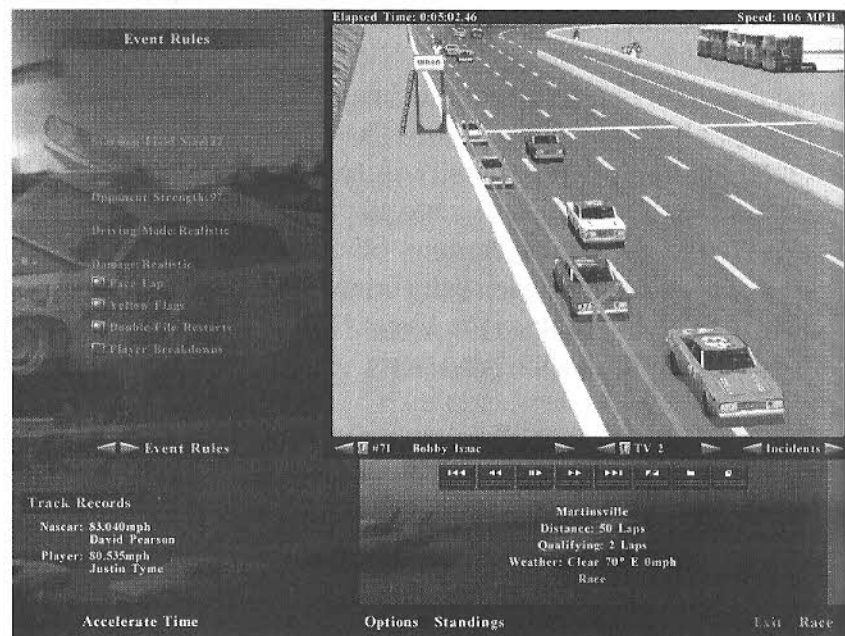 Elapsed Time: 0:05:02.46
Speed: 106 MPH
Event Rules
Opponent Strength:97
Driving Mode: Realistic
Damage: Realistic
Pace Lap
Yellow Flags
Double-File Restarts
Player Breakdowns
Event Rules
#71 Bobby Isaac
TV 2
Incidents
Track Records
Nascar: 83.040mph
David Pearson
Player: 80.535mph
Justin Tyme
Martinsville
Distance: 50 Laps
Qualifying: 2 Laps
Weather: Clear 70° E 0mph
Race
Accelerate Time
Options
Standings
Exit
Race